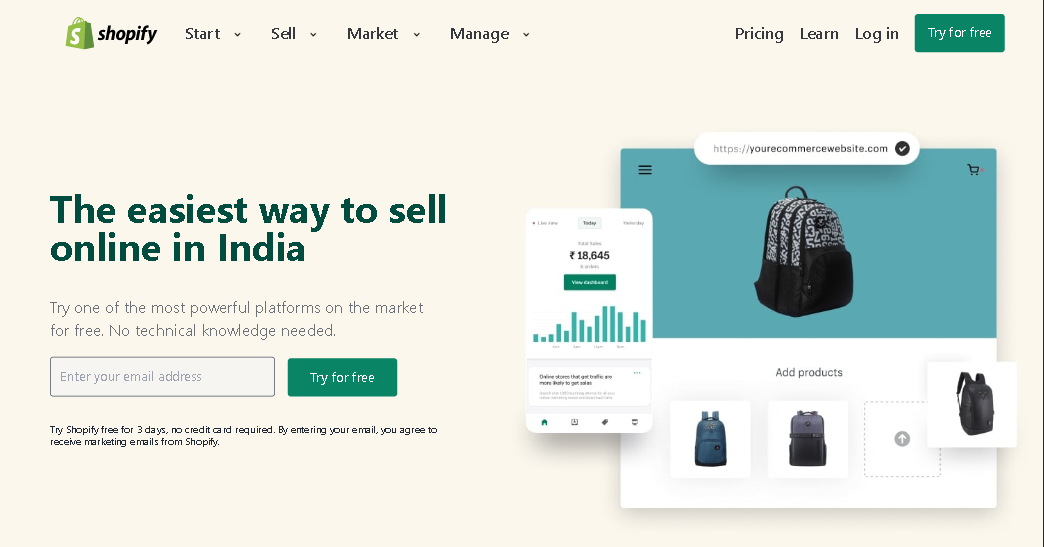 shopify
Start
Sell
Market
Manage
Pricing
Learn
Log in
Try for free
The easiest way to sell
online in India
Try one of the most powerful platforms on the market
for free. No technical knowledge needed.
Enter your email address
Try for free
Try Shopify free for 3 days, no credit card required. By entering your email, you agree to
receive marketing emails from Shopify.
https://yourecommercewebsite.com
Live view
Today
Yesterday
Total Sales
₹ 18,645
View dashboard
Online stores that get traffic are
more likely to get sales
Add products